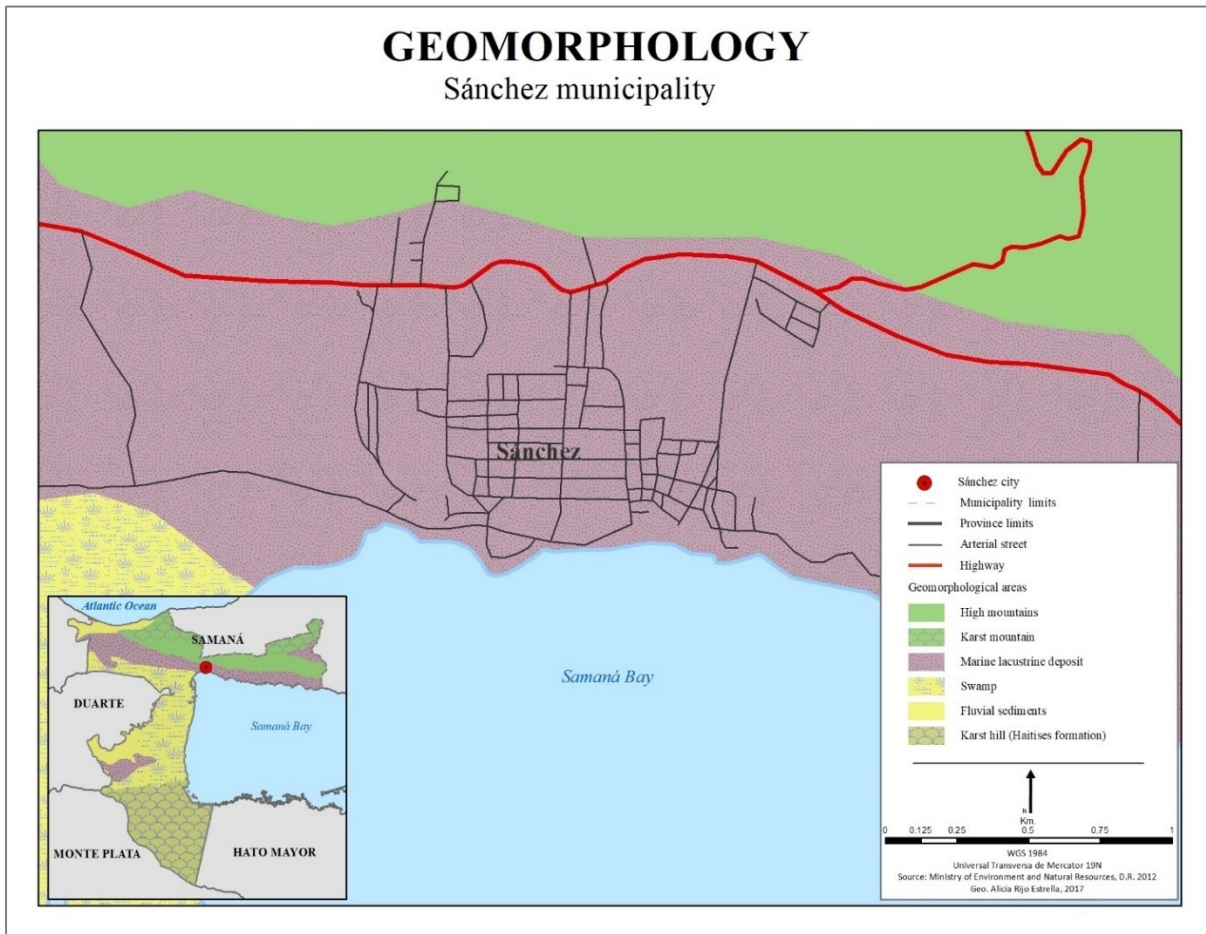 GEOMORPHOLOGY
Sánchez municipality
Sánchez
Samaná Bay
Atlantic Ocean
SAMANÁ
DUARTE
Samaná Bay
MONTE PLATA
HATO MAYOR
Sánchez city
Municipality limits
Province limits
Arterial street
Highway
Geomorphological areas
High mountains
Karst mountain
Marine lacustrine deposit
Swamp
Fluvial sediments
Karst hill (Haitises formation)
N
Km.
0 0.125 0.25 0.5 0.75 1
WGS 1984
Universal Transversa de Mercator 19N
Source: Ministry of Environment and Natural Resources, D.R. 2012
Geo. Alicia Rijo Estrella, 2017